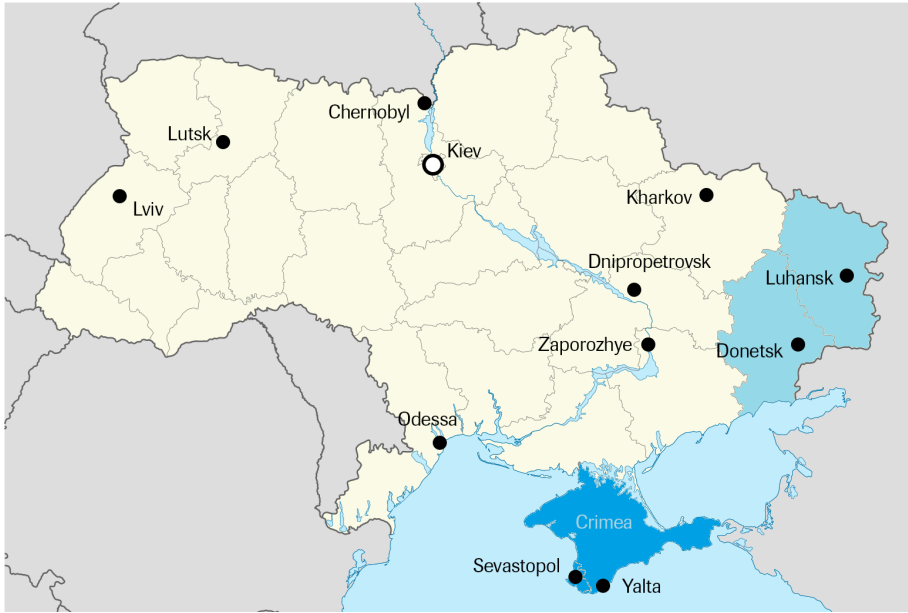 Chernobyl
Lutsk
Kiev
Kharkov
Lviv
Dnipropetrovsk
Luhansk
Zaporozhye
Donetsk
Odessa
Crimea
Sevastopol
Yalta